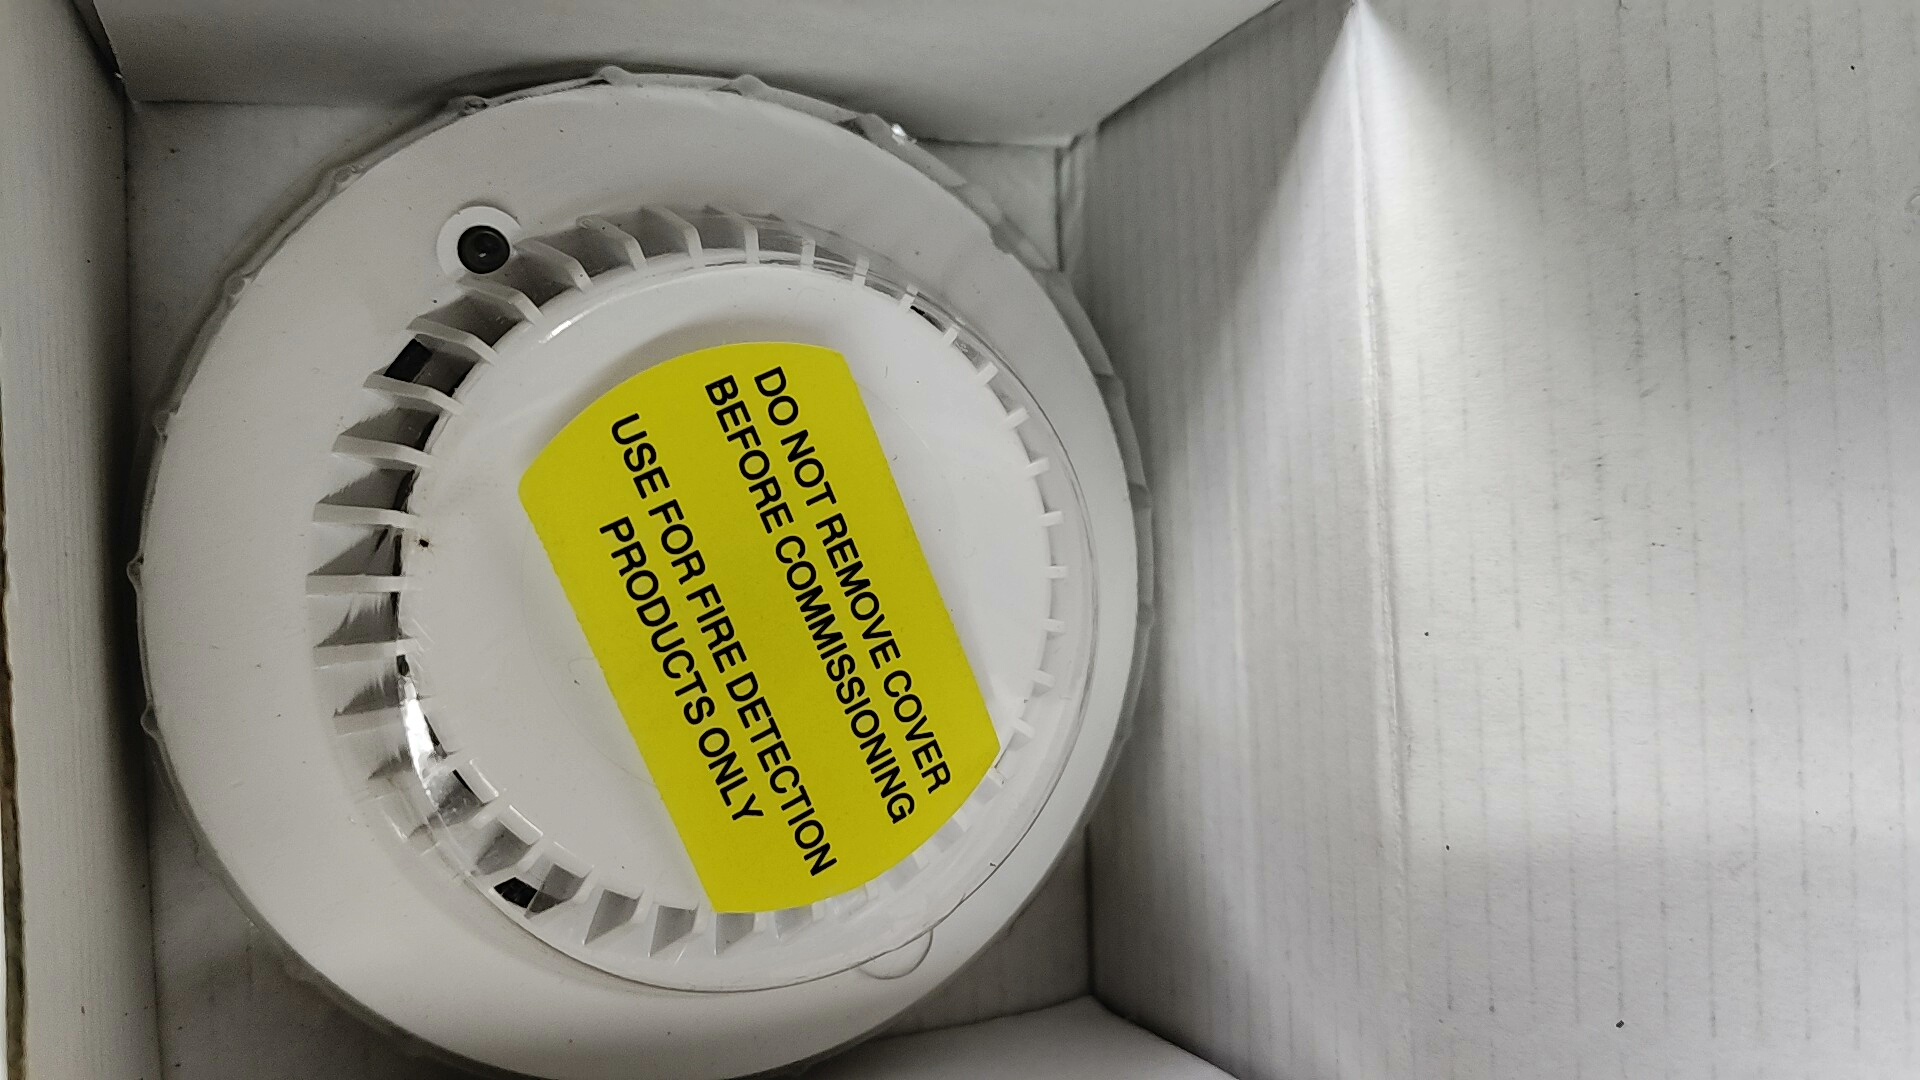 DO NOT REMOVE COVER
BEFORE COMMISSIONING
USE FOR FIRE DETECTION
PRODUCTS ONLY